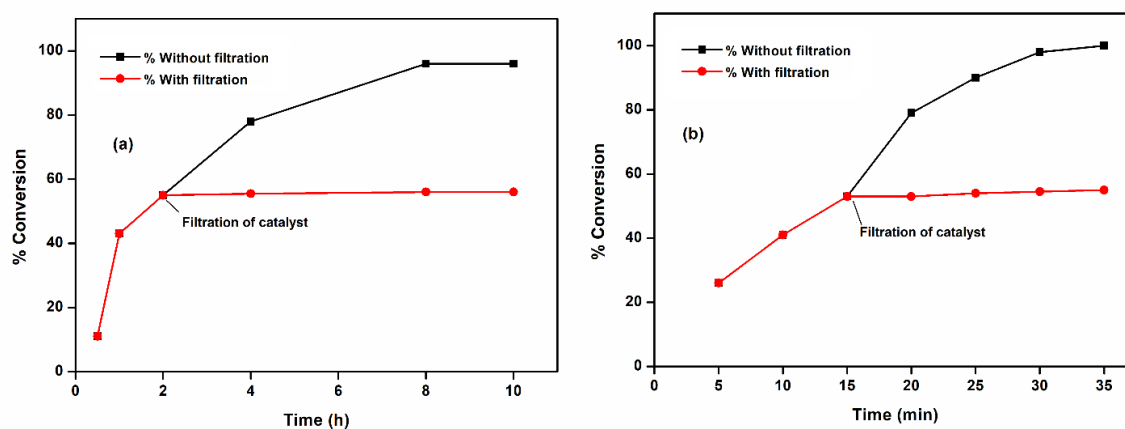 % Without filtration
% With filtration
(a)
Filtration of catalyst
% Conversion
100
80
60
40
20
0
0 2 4 6 8 10
Time (h)
% Without filtration
% With filtration
(b)
Filtration of catalyst
% Conversion
100
80
60
40
20
0
0 5 10 15 20 25 30 35
Time (min)